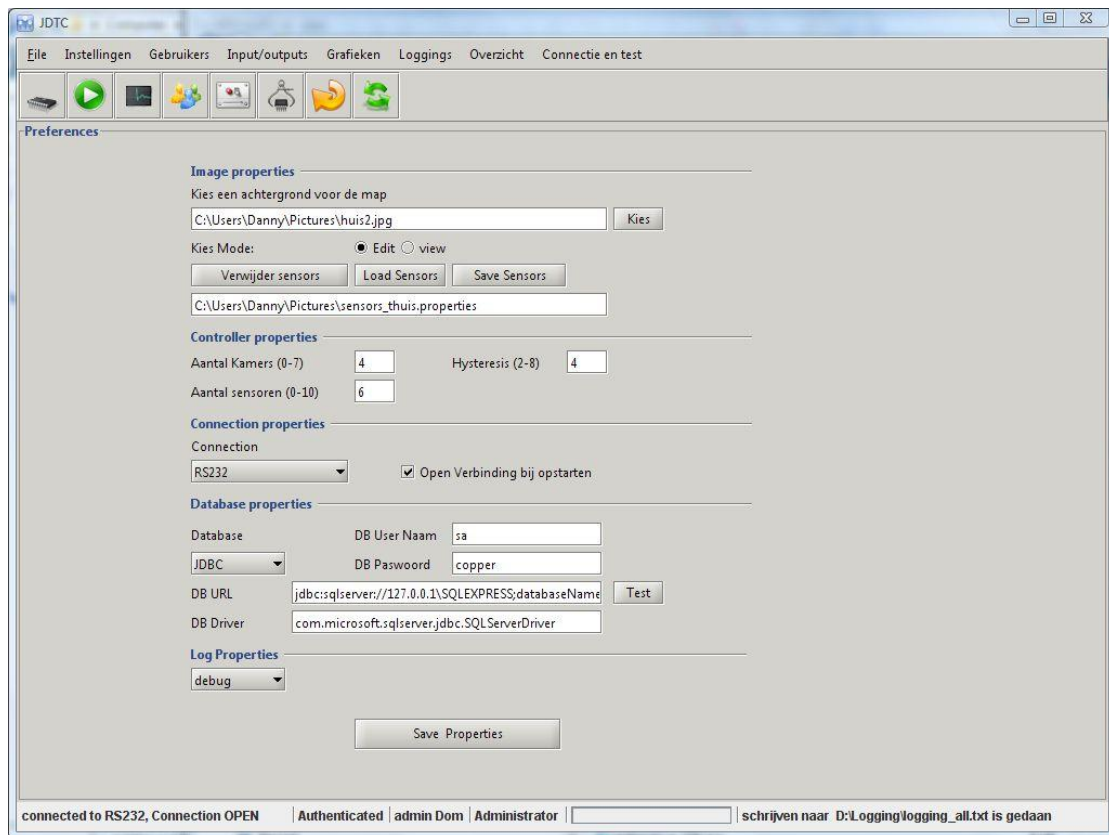 JDTC
File Instellingen Gebruikers Input/outputs Grafieken Loggings Overzicht Connectie en test
Preferences
Image properties
Kies een achtergrond voor de map
C:\Users\Danny\Pictures\huis2.jpg Kies
Kies Mode: Edit view
Verwijder sensors Load Sensors Save Sensors
C:\Users\Danny\Pictures\sensors_thuis.properties
Controller properties
Aantal Kamers (0-7) 4 Hysteresis (2-8) 4
Aantal sensoren (0-10) 6
Connection properties
Connection
RS232 Open Verbinding bij opstarten
Database properties
Database DB User Naam sa
JDBC DB Paswoord copper
DB URL jdbc:sqlserver://127.0.0.1\SQLEXPRESS;databaseName Test
DB Driver com.microsoft.sqlserver.jdbc.SQLServerDriver
Log Properties
debug
Save Properties
connected to RS232, Connection OPEN Authenticated admin Dom Administrator schrijven naar D:\Logging\logging_all.txt is gedaan